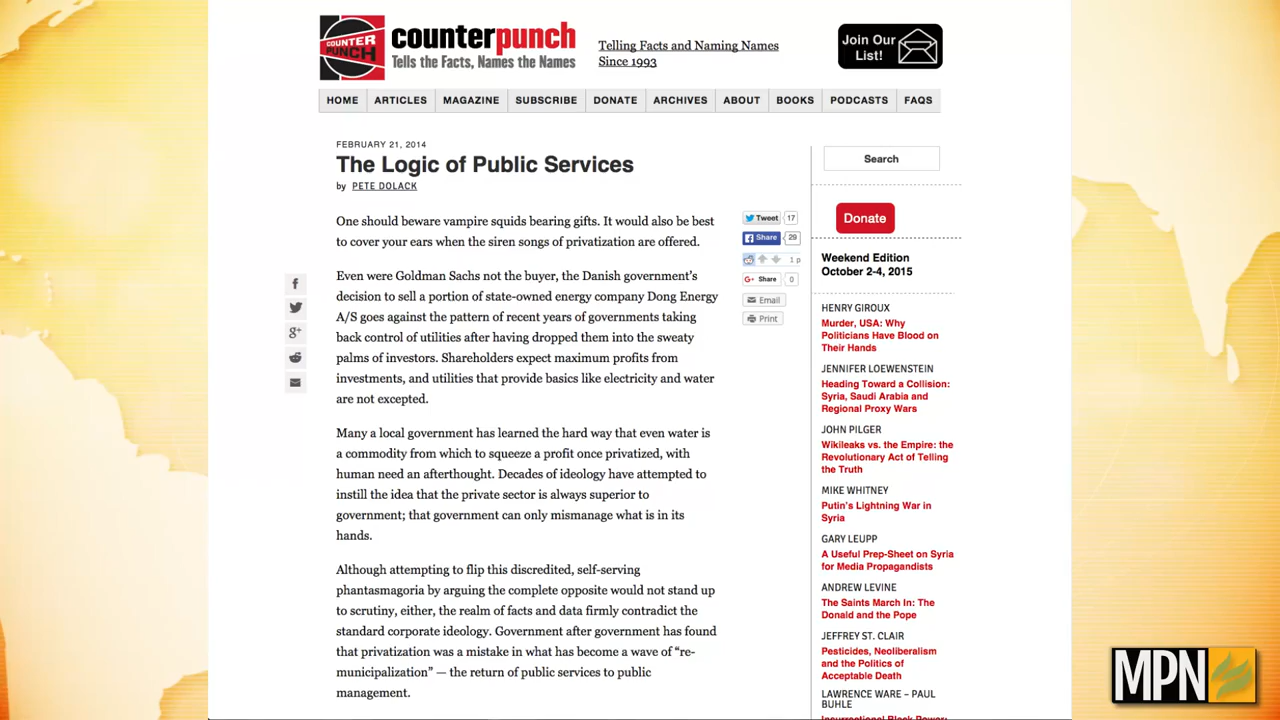 COUNTER PUNCH
counterpunch
Tells the Facts, Names the Names
Telling Facts and Naming Names
Since 1993
Join Our
List!
HOME ARTICLES MAGAZINE SUBSCRIBE DONATE ARCHIVES ABOUT BOOKS PODCASTS FAQS
FEBRUARY 21, 2014
The Logic of Public Services
by PETE DOLACK
One should beware vampire squids bearing gifts. It would also be best
to cover your ears when the siren songs of privatization are offered.
Even were Goldman Sachs not the buyer, the Danish government’s
decision to sell a portion of state-owned energy company Dong Energy
A/S goes against the pattern of recent years of governments taking
back control of utilities after having dropped them into the sweaty
palms of investors. Shareholders expect maximum profits from
investments, and utilities that provide basics like electricity and water
are not excepted.
Many a local government has learned the hard way that even water is
a commodity from which to squeeze a profit once privatized, with
human need an afterthought. Decades of ideology have attempted to
instill the idea that the private sector is always superior to
government; that government can only mismanage what is in its
hands.
Although attempting to flip this discredited, self-serving
phantasmagoria by arguing the complete opposite would not stand up
to scrutiny, either, the realm of facts and data firmly contradict the
standard corporate ideology. Government after government has found
that privatization was a mistake in what has become a wave of “re-
municipalization” — the return of public services to public
management.
Tweet 17
Share 29
1 p
Share 0
Email
Print
Search
Donate
Weekend Edition
October 2-4, 2015
HENRY GIROUX
Murder, USA: Why
Politicians Have Blood on
Their Hands
JENNIFER LOEWENSTEIN
Heading Toward a Collision:
Syria, Saudi Arabia and
Regional Proxy Wars
JOHN PILGER
Wikileaks vs. the Empire: the
Revolutionary Act of Telling
the Truth
MIKE WHITNEY
Putin’s Lightning War in
Syria
GARY LEUPP
A Useful Prep-Sheet on Syria
for Media Propagandists
ANDREW LEVINE
The Saints March In: The
Donald and the Pope
JEFFREY ST. CLAIR
Pesticides, Neoliberalism
and the Politics of
Acceptable Death
LAWRENCE WARE – PAUL
BUHLE
Insurrectional Black Power:
MPN